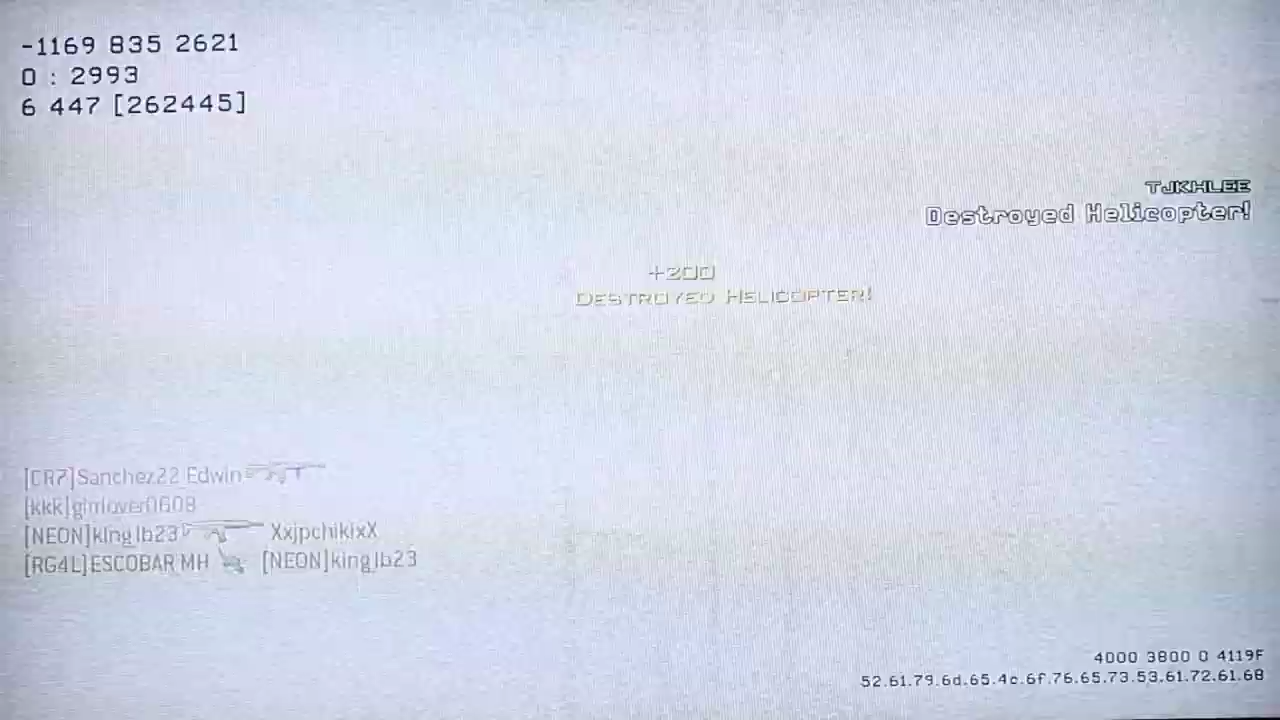 -1169 835 2621
0 : 2993
6 447 [262445]
TJKHLEE
Destroyed Helicopter!
+200
Destroyed Helicopter!
[CR7]Sanchez22 Edwin
[kkk]girrlover0608
[NEON]king lb23 XxjpchikixX
[RG4L]ESCOBAR MH [NEON]king lb23
4000 3800 0 4119F
52.61.79.6d.65.4c.6f.76.65.73.53.61.72.61.68